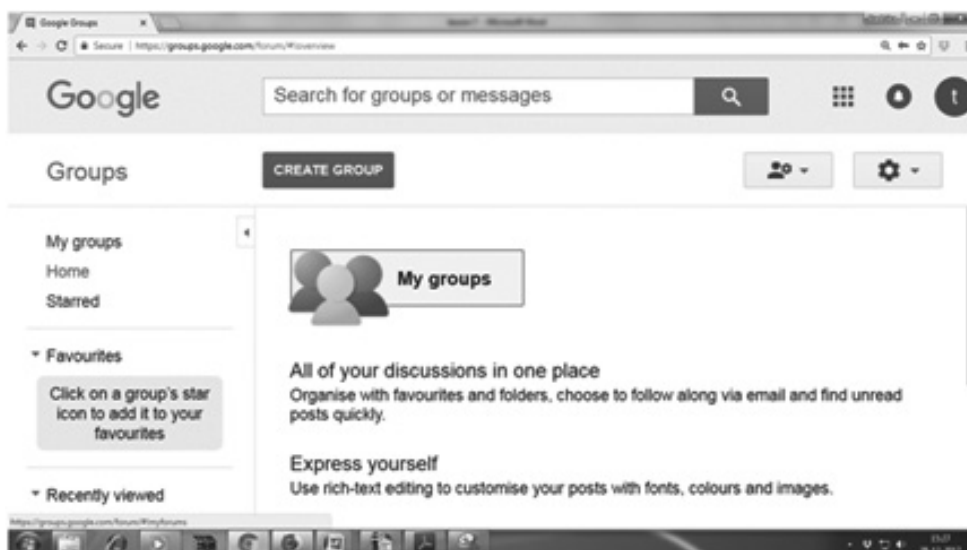 Google Groups
Secure | https://groups.google.com/forum/#!overview
Google
Search for groups or messages
t
Groups
CREATE GROUP
My groups
Home
Starred
My groups
Favourites
Click on a group's star
icon to add it to your
favourites
All of your discussions in one place
Organise with favourites and folders, choose to follow along via email and find unread
posts quickly.
Express yourself
Use rich-text editing to customise your posts with fonts, colours and images.
Recently viewed
https://groups.google.com/forum/#!myforums